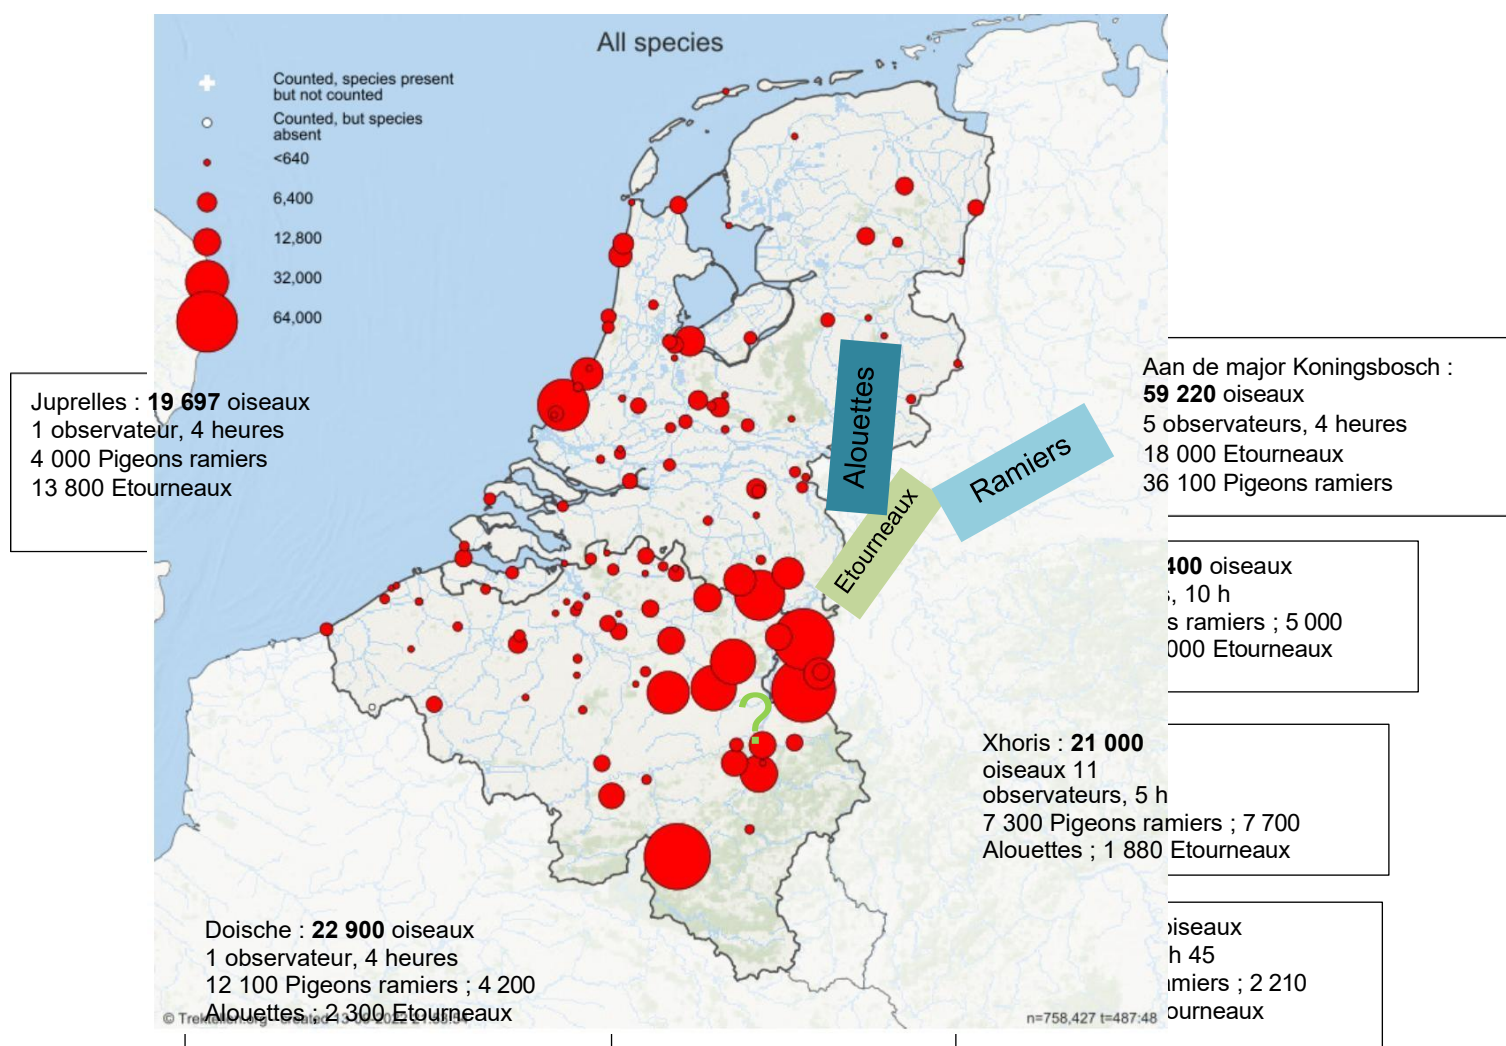 All species
Counted, species present
but not counted
Counted, but species
absent
<640
6,400
12,800
32,000
64,000
Juprelles : 19 697 oiseaux
1 observateur, 4 heures
4 000 Pigeons ramiers
13 800 Etourneaux
Alouettes
Etourneaux
Ramiers
?
Aan de major Koningsbosch :
59 220 oiseaux
5 observateurs, 4 heures
18 000 Etourneaux
36 100 Pigeons ramiers
400 oiseaux
, 10 h
s ramiers ; 5 000
000 Etourneaux
Xhoris : 21 000
oiseaux 11
observateurs, 5 h
7 300 Pigeons ramiers ; 7 700
Alouettes ; 1 880 Etourneaux
Doische : 22 900 oiseaux
1 observateur, 4 heures
12 100 Pigeons ramiers ; 4 200
Alouettes ; 2 300 Etourneaux
oiseaux
h 45
amiers ; 2 210
ourneaux
© Trektellen.org - created
n=758,427 t=487:48